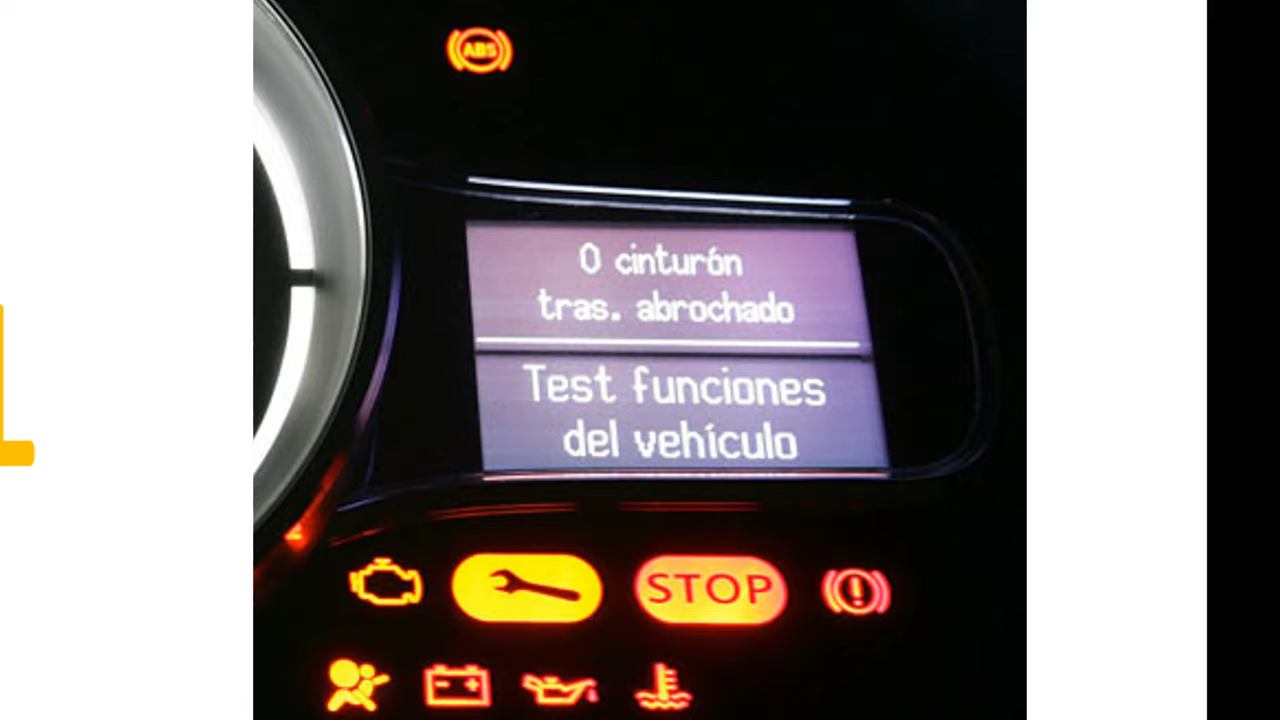 ABS
0 cinturón
tras. abrochado
Test funciones
del vehículo
STOP